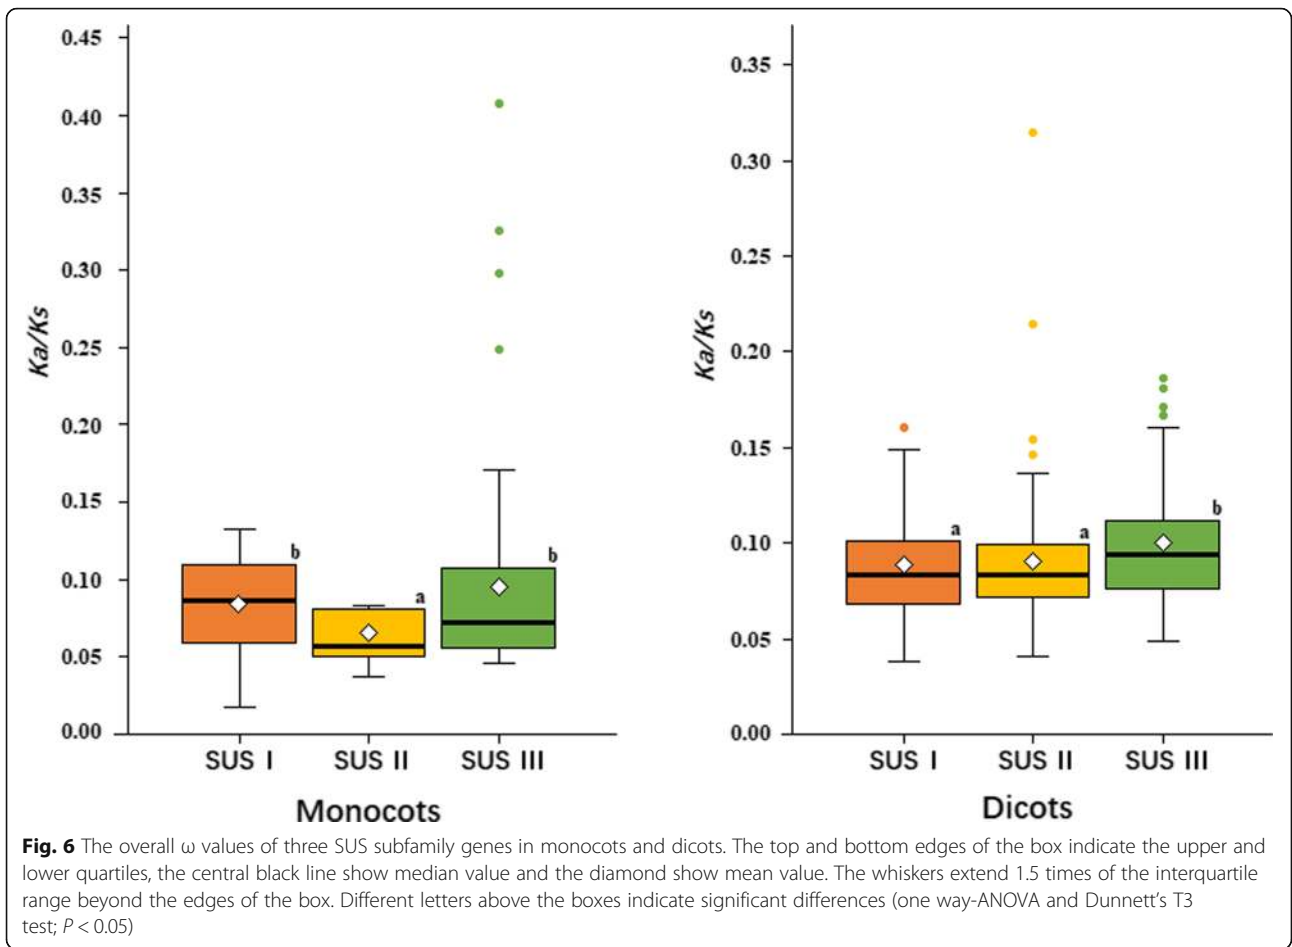 0.45
0.40
0.35
0.30
0.25
0.20
0.15
0.10
0.05
0.00
Ka/Ks
b
a
b
SUS I
SUS II
SUS III
Monocots
0.35
0.30
0.25
0.20
0.15
0.10
0.05
0.00
Ka/Ks
a
a
b
SUS I
SUS II
SUS III
Dicots
Fig. 6 The overall ω values of three SUS subfamily genes in monocots and dicots. The top and bottom edges of the box indicate the upper and
lower quartiles, the central black line show median value and the diamond show mean value. The whiskers extend 1.5 times of the interquartile
range beyond the edges of the box. Different letters above the boxes indicate significant differences (one way-ANOVA and Dunnett's T3
test; P < 0.05)